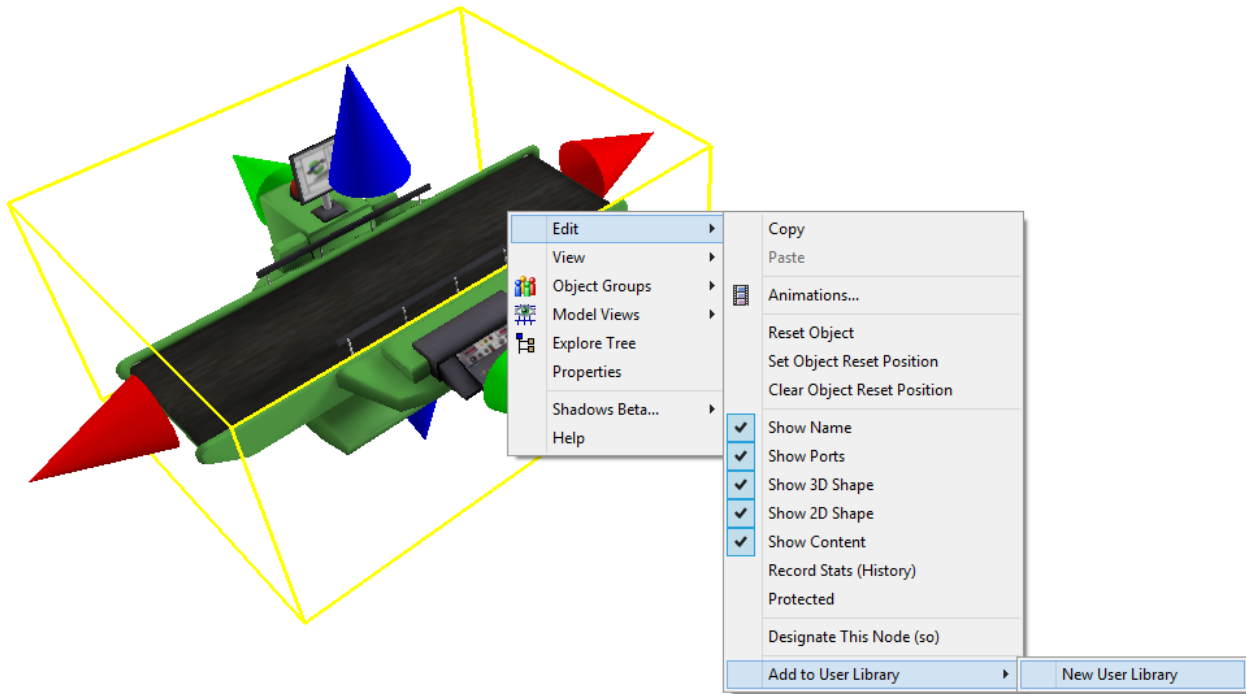 Edit
View
Object Groups
Model Views
Explore Tree
Properties
Shadows Beta...
Help
Copy
Paste
Animations...
Reset Object
Set Object Reset Position
Clear Object Reset Position
Show Name
Show Ports
Show 3D Shape
Show 2D Shape
Show Content
Record Stats (History)
Protected
Designate This Node (so)
Add to User Library
New User Library